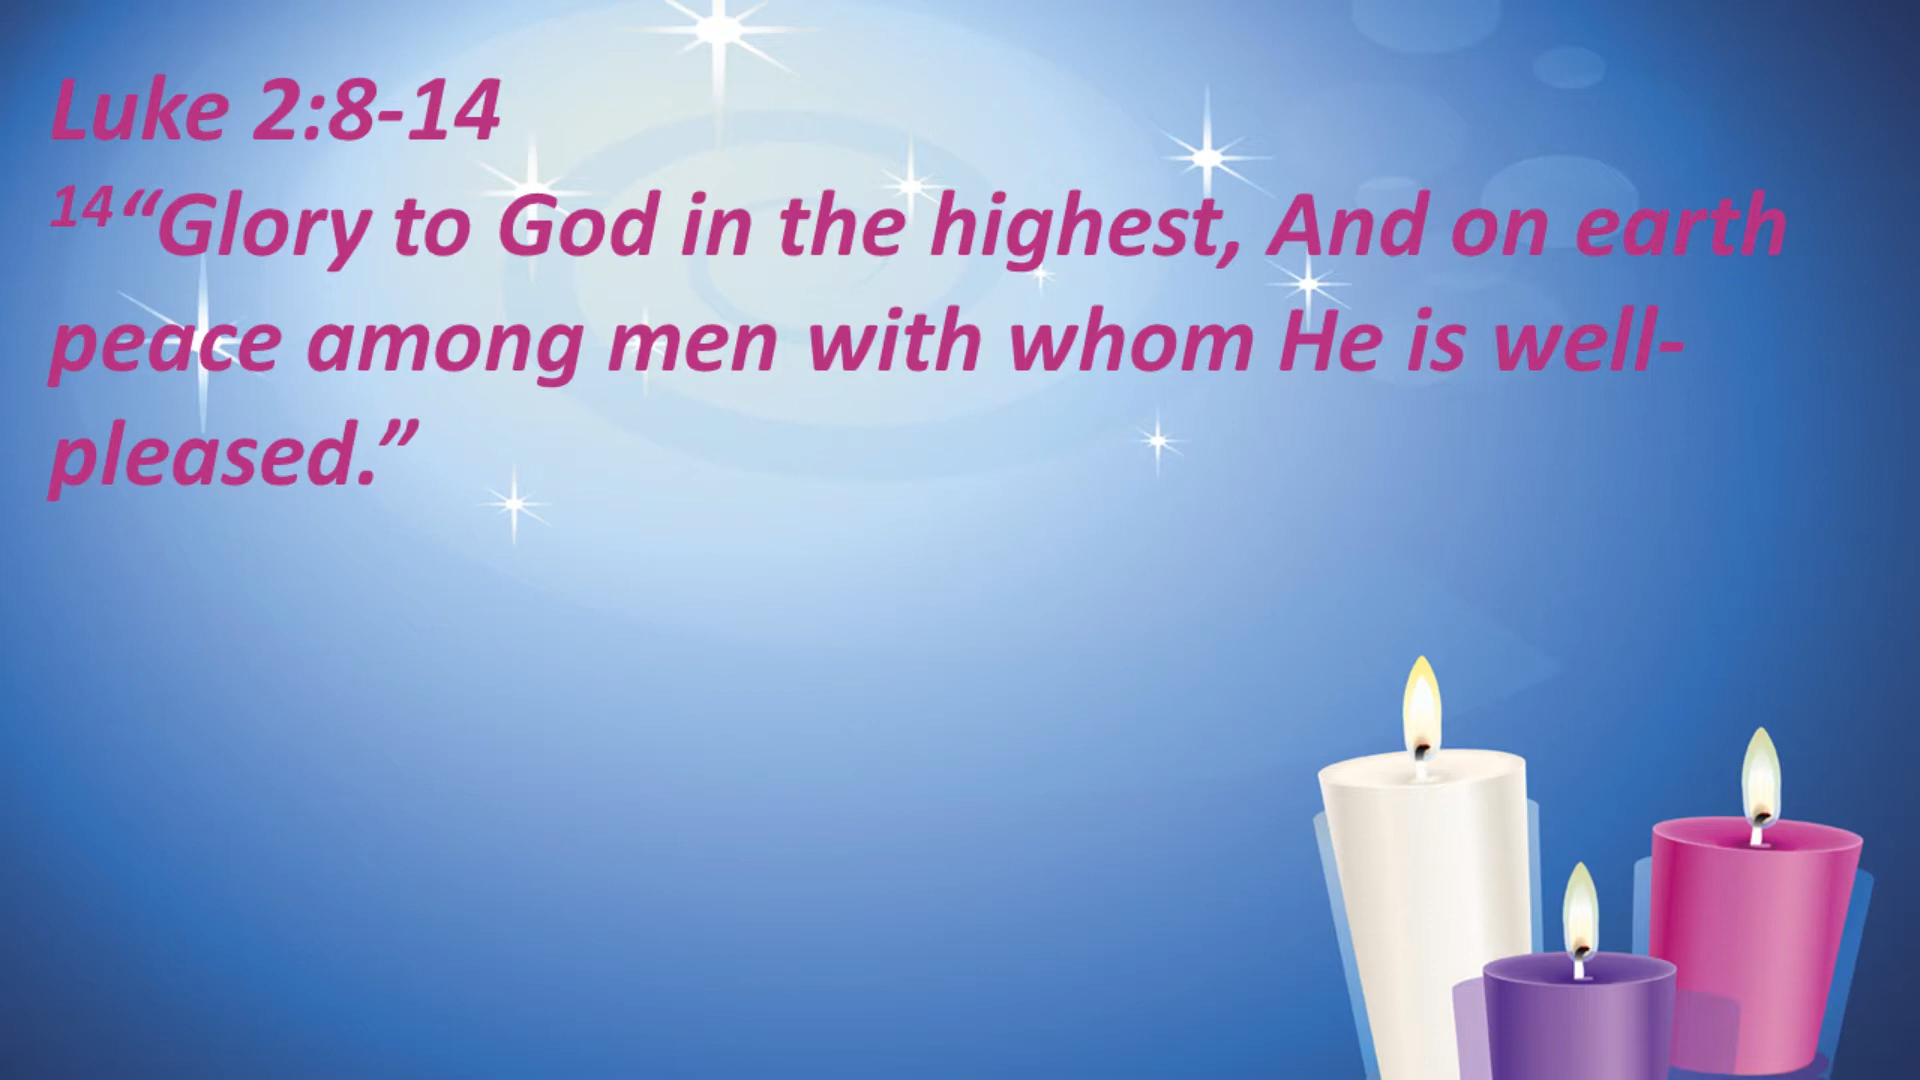 Luke 2:8-14
14“Glory to God in the highest, And on earth
peace among men with whom He is well-
pleased.”